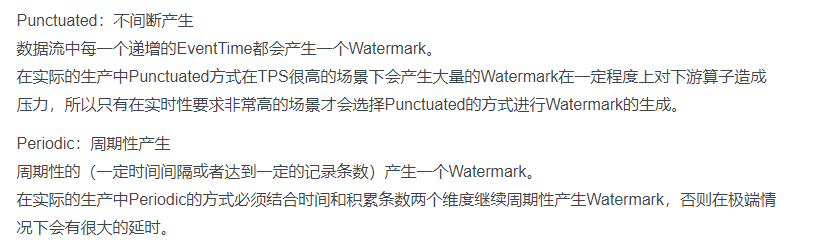 Punctuated：不间断产生
数据流中每一个递增的EventTime都会产生一个Watermark。
在实际的生产中Punctuated方式在TPS很高的场景下会产生大量的Watermark在一定程度上对下游算子造成
压力，所以只有在实时性要求非常高的场景才会选择Punctuated的方式进行Watermark的生成。
Periodic：周期性产生
周期性的（一定时间间隔或者达到一定的记录条数）产生一个Watermark。
在实际的生产中Periodic的方式必须结合时间和积累条数两个维度继续周期性产生Watermark，否则在极端情
况下会有很大的延时。